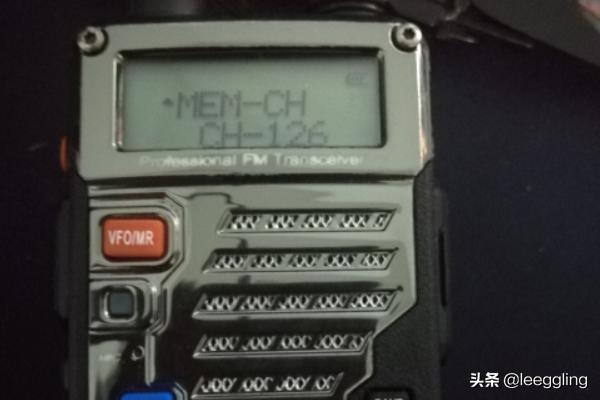 MEM-CH
CH-126
Professional FM Transceiver
VFO/MR
头条 @leeggling